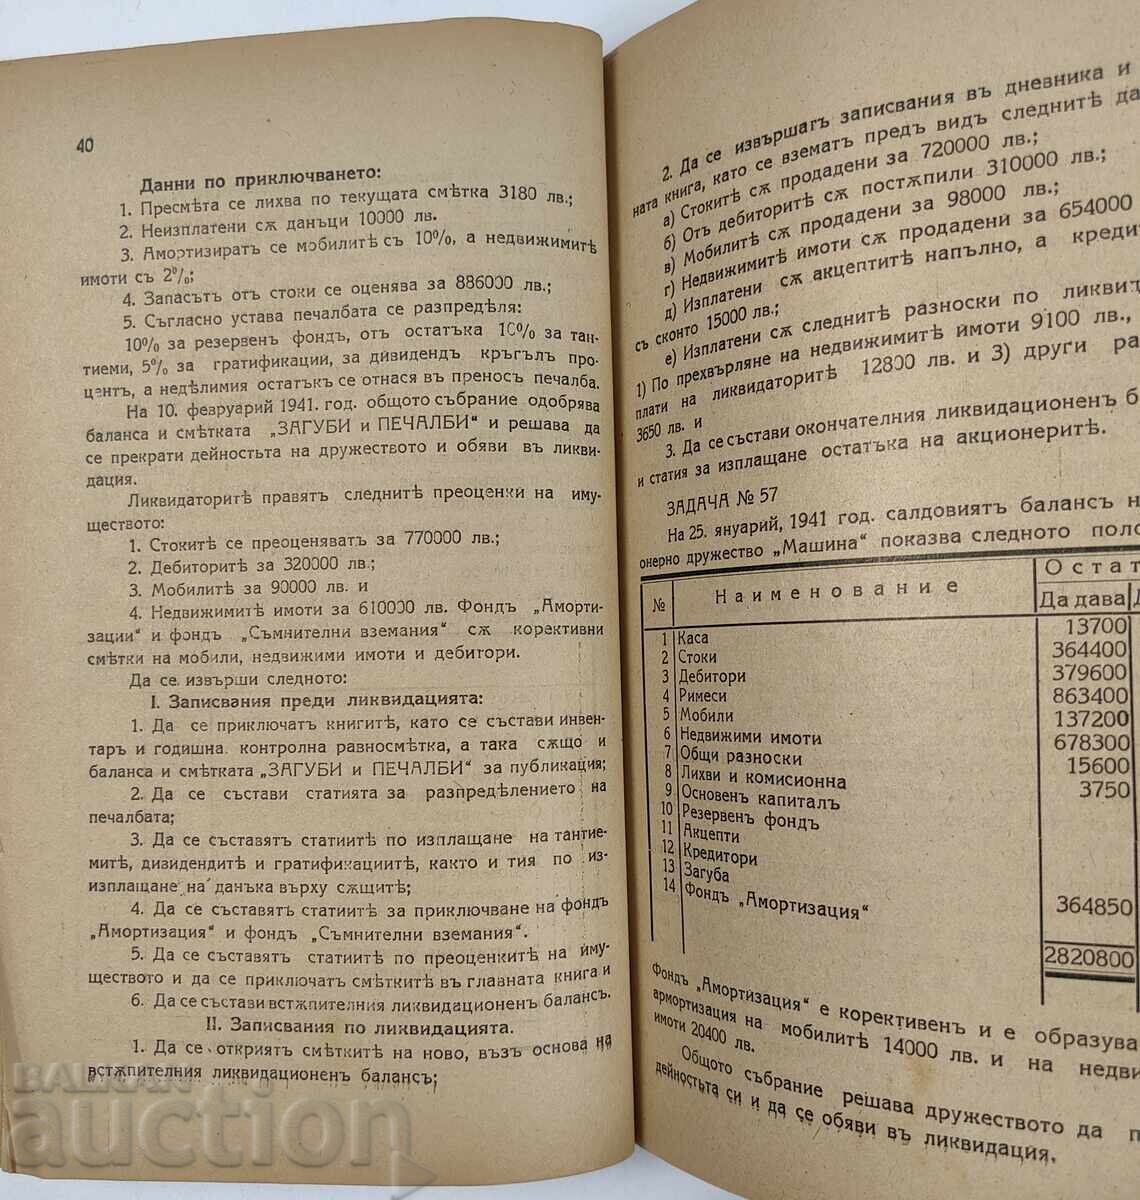 40
Данни по приключването:
1. Пресмѣта се лихва по текущата смѣтка 3180 лв.;
2. Неизплатени сѫ данъци 10000 лв.
3. Амортизиратъ се мобилитѣ съ 10%, а недвижимитѣ
имоти съ 2%;
4. Запасътъ отъ стоки се оценява за 886000 лв.;
5. Съгласно устава печалбата се разпредѣля:
10% за резервенъ фондъ, отъ остатъка 10% за тан-
тиеми, 5% за гратификации, за дивидендъ кръгълъ про-
центъ, а недѣлимия остатъкъ се отнася въ преносъ печалба.
На 10. февруарий 1941. год. общото събрание одобрява
баланса и смѣтката „ЗАГУБИ и ПЕЧАЛБИ“ и решава да
се прекрати дейностьта на дружеството и обяви въ ликви-
дация.
Ликвидаторитѣ правятъ следнитѣ преоценки на иму-
ществото:
1. Стокитѣ се преоценяватъ за 770000 лв.;
2. Дебиторитѣ за 320000 лв.;
3. Мобилитѣ за 90000 лв. и
4. Недвижимитѣ имоти за 610000 лв. Фондъ „Аморти-
зации“ и фондъ „Съмнителни вземания“ сѫ корективни
смѣтки на мобили, недвижими имоти и дебитори.
Да се извърши следното:
I. Записвания преди ликвидацията:
1. Да се приключатъ книгитѣ, като се състави инвен-
таръ и годишна контролна равносмѣтка, а така сѫщо и
баланса и смѣтката „ЗАГУБИ и ПЕЧАЛБИ“ за публикация;
2. Да се състави статията за разпредѣлението на
печалбата;
3. Да се съставятъ статиитѣ по изплащане на тантие-
митѣ, дивидендитѣ и гратификациитѣ, както и тия по из-
изплащане на данъка върху сѫщитѣ;
4. Да се съставятъ статиитѣ за приключване на фондъ
„Амортизация“ и фондъ „Съмнителни вземания“.
5. Да се съставятъ статиитѣ по преоценкитѣ на иму-
ществото и да се приключатъ смѣткитѣ въ главната книга и
6. Да се състави встѫпителния ликвидационенъ балансъ.
II. Записвания по ликвидацията.
1. Да се откриятъ смѣткитѣ на ново, възъ основа на
встѫпителния ликвидационенъ балансъ;
2. Да се извършатъ записвания въ дневника и
ната книга, като се взематъ предъ видъ следнитѣ да
а) Стокитѣ сѫ продадени за 720000 лв.;
б) Отъ дебиторитѣ сѫ постѫпили 310000 лв.;
в) Мобилитѣ сѫ продадени за 98000 лв.;
г) Недвижимитѣ имоти сѫ продадени за 654000
д) Изплатени сѫ акцептитѣ напълно, а креди
съ сконто 15000 лв.;
е) Изплатени сѫ следнитѣ разноски по ликвид
1) По прехвърляне на недвижимитѣ имоти 9100 лв.,
плати на ликвидаторитѣ 12800 лв. и 3) други ра
3650 лв. и
3. Да се състави окончателния ликвидационенъ б
и статия за изплащане остатъка на акционеритѣ.
ЗАДАЧА № 57
На 25. януарий, 1941 год. салдовиятъ балансъ н
онерно дружество „Машина“ показва следното поло
№ Наименование Остат
Да дава
1 Каса 13700
2 Стоки 364400
3 Дебитори 379600
4 Римеси 863400
5 Мобили 137200
6 Недвижими имоти 678300
7 Общи разноски 15600
8 Лихви и комисионна 3750
9 Основенъ капиталъ
10 Резервенъ фондъ
11 Акцепти
12 Кредитори
13 Загуба 364850
14 Фондъ „Амортизация“
2820800
Фондъ „Амортизация“ е корективенъ и е образува
армортизация на мобилитѣ 14000 лв. и на недви
имоти 20400 лв.
Общото събрание решава дружеството да п
дейностьта си и да се обяви въ ликвидация.
BALKAN
auction